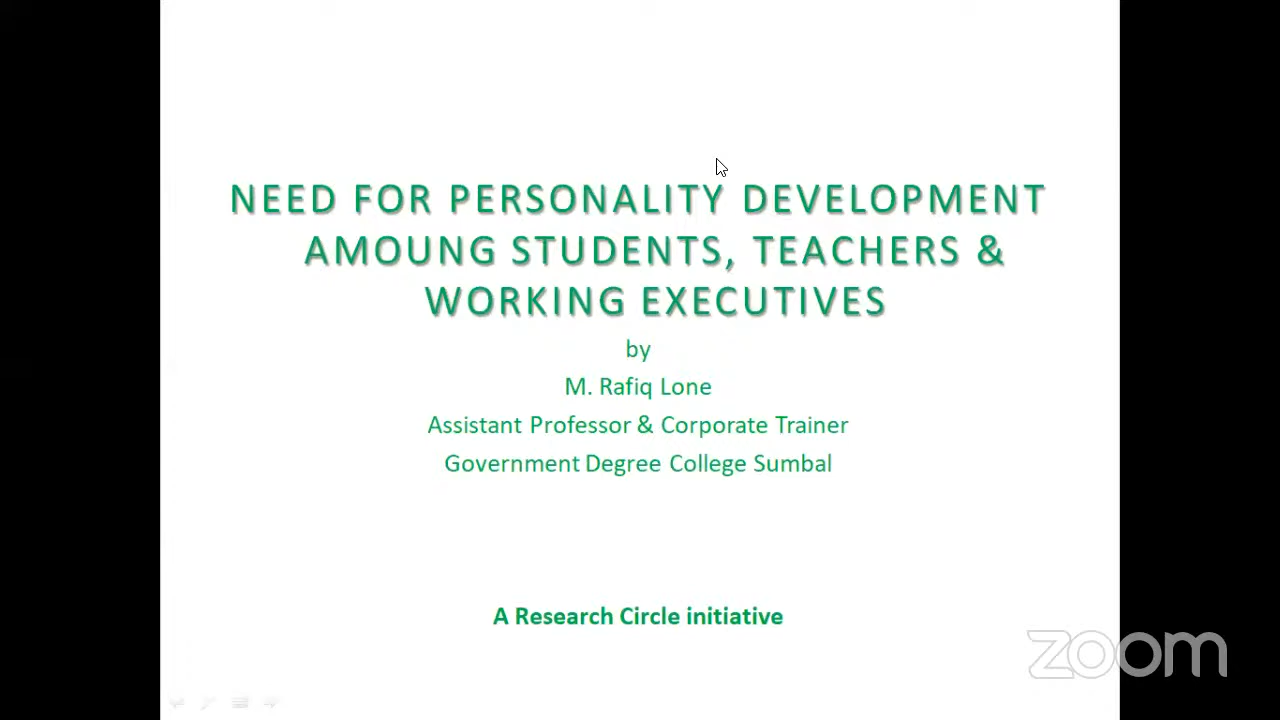 NEED FOR PERSONALITY DEVELOPMENT
AMOUNG STUDENTS, TEACHERS &
WORKING EXECUTIVES
by
M. Rafiq Lone
Assistant Professor & Corporate Trainer
Government Degree College Sumbal
A Research Circle initiative
zoom